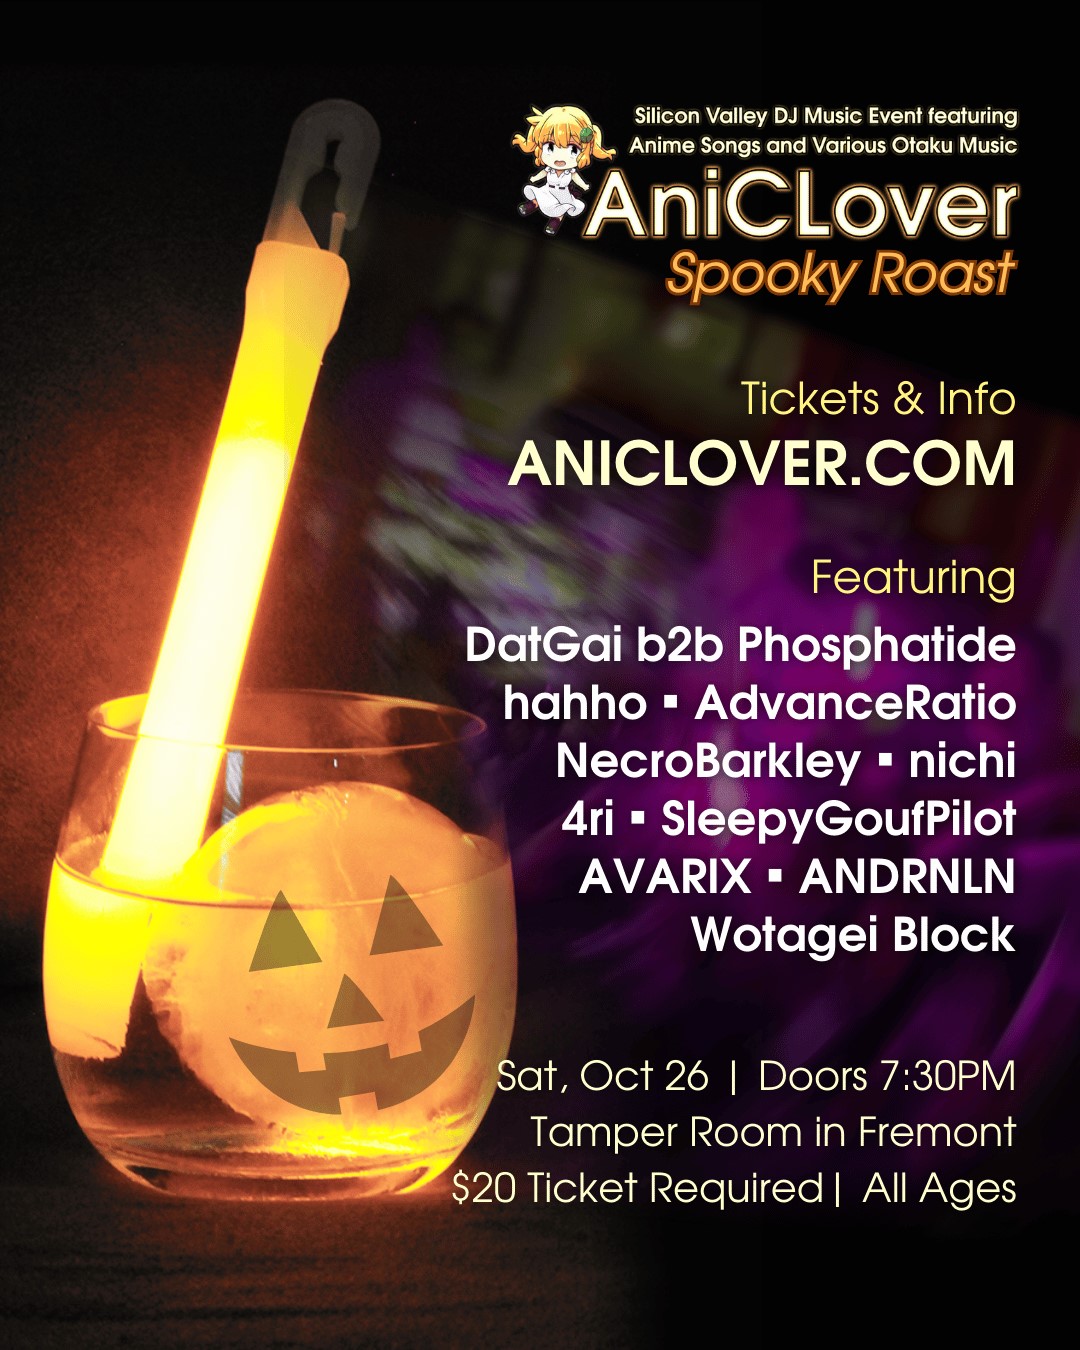 Silicon Valley DJ Music Event featuring
Anime Songs and Various Otaku Music
AniCLover
Spooky Roast
Tickets & Info
ANICLOVER.COM
Featuring
DatGai b2b Phosphatide
hahho ▪ AdvanceRatio
NecroBarkley ▪ nichi
4ri ▪ SleepyGoufPilot
AVARIX ▪ ANDRNLN
Wotagei Block
Sat, Oct 26 | Doors 7:30PM
Tamper Room in Fremont
$20 Ticket Required| All Ages